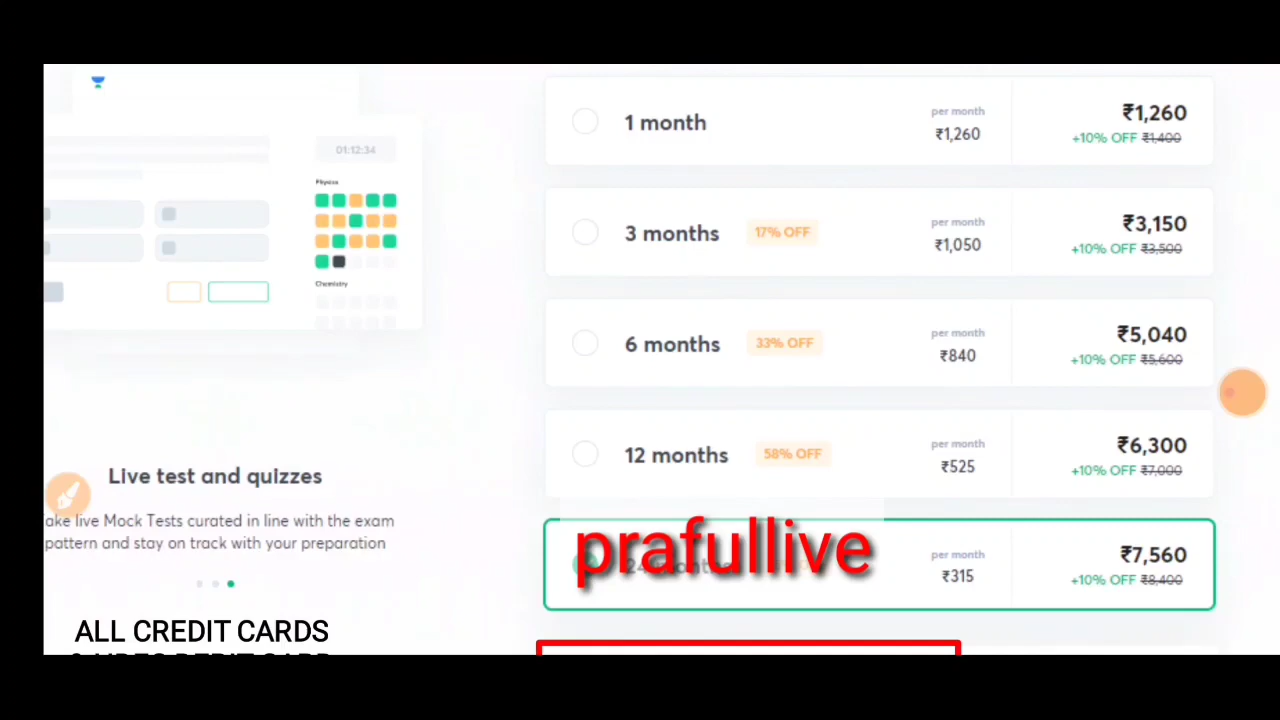 01:12:34
Physics
Chemistry
Live test and quizzes
ake live Mock Tests curated in line with the exam
pattern and stay on track with your preparation
ALL CREDIT CARDS
1 month
per month
₹1,260
₹1,260
+10% OFF ₹1,400
3 months 17% OFF
per month
₹1,050
₹3,150
+10% OFF ₹3,500
6 months 33% OFF
per month
₹840
₹5,040
+10% OFF ₹5,600
12 months 58% OFF
per month
₹525
₹6,300
+10% OFF ₹7,000
prafullive
24 months
per month
₹315
₹7,560
+10% OFF ₹8,400